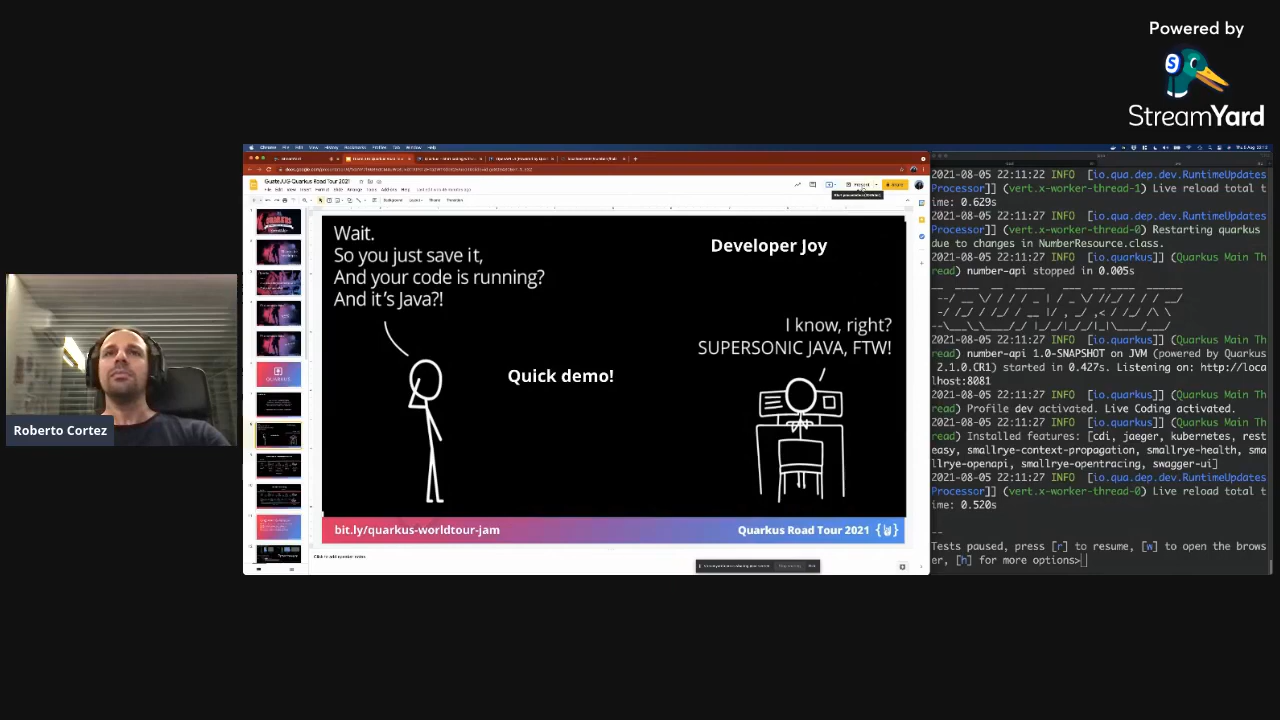 Powered by
StreamYard
GuateJUG Quarkus Road Tour 2021
Wait.
So you just save it,
And your code is running?
And it's Java?!
Developer Joy
I know, right?
SUPERSONIC JAVA, FTW!
Quick demo!
bit.ly/quarkus-worldtour-jam
Quarkus Road Tour 2021
Roberto Cortez
2021-08-05 22:11:27 INFO [io.qua.dep.dev.RuntimeUpdates
Processor]] (vert.x-worker-thread-1) Live reload total t
ime: 0.629s
2021-08-05 22:11:27 INFO [io.qua.dep.dev.RuntimeUpdates
Processor]] (vert.x-worker-thread-0) Restarting quarkus
due to changes in NumberResource.class.
2021-08-05 22:11:27 INFO [io.quarkus]] (Quarkus Main Th
read) number-api stopped in 0.005s
2021-08-05 22:11:27 INFO [io.quarkus]] (Quarkus Main Th
read) number-api 1.0-SNAPSHOT on JVM (powered by Quarkus
2.1.0.CR1) started in 0.427s. Listening on: http://loca
lhost:8081
2021-08-05 22:11:27 INFO [io.quarkus]] (Quarkus Main Th
read) Profile dev activated. Live Coding activated.
2021-08-05 22:11:27 INFO [io.quarkus]] (Quarkus Main Th
read) Installed features: [cdi, jaeger, kubernetes, rest
easy, smallrye-context-propagation, smallrye-health, sma
llrye-openapi, smallrye-opentracing, swagger-ui]
2021-08-05 22:11:27 INFO [io.qua.dep.dev.RuntimeUpdates
Processor]] (vert.x-worker-thread-0) Live reload total t
ime: 0.520s
--
Tests paused, press [r] to resume, [w] to open the brows
er, [h] for more options>